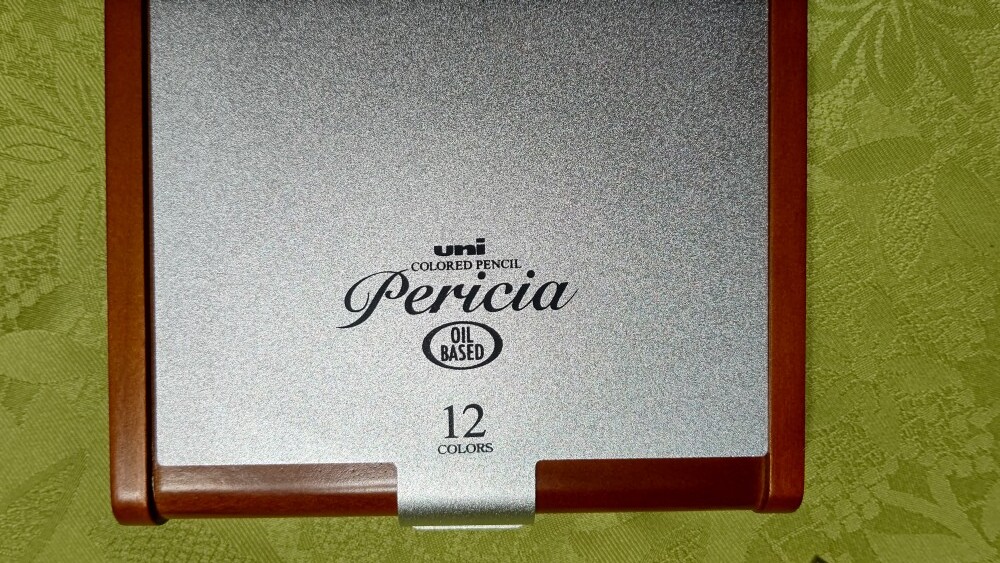 uni
COLORED PENCIL
Pericia
OIL
BASED
12
COLORS